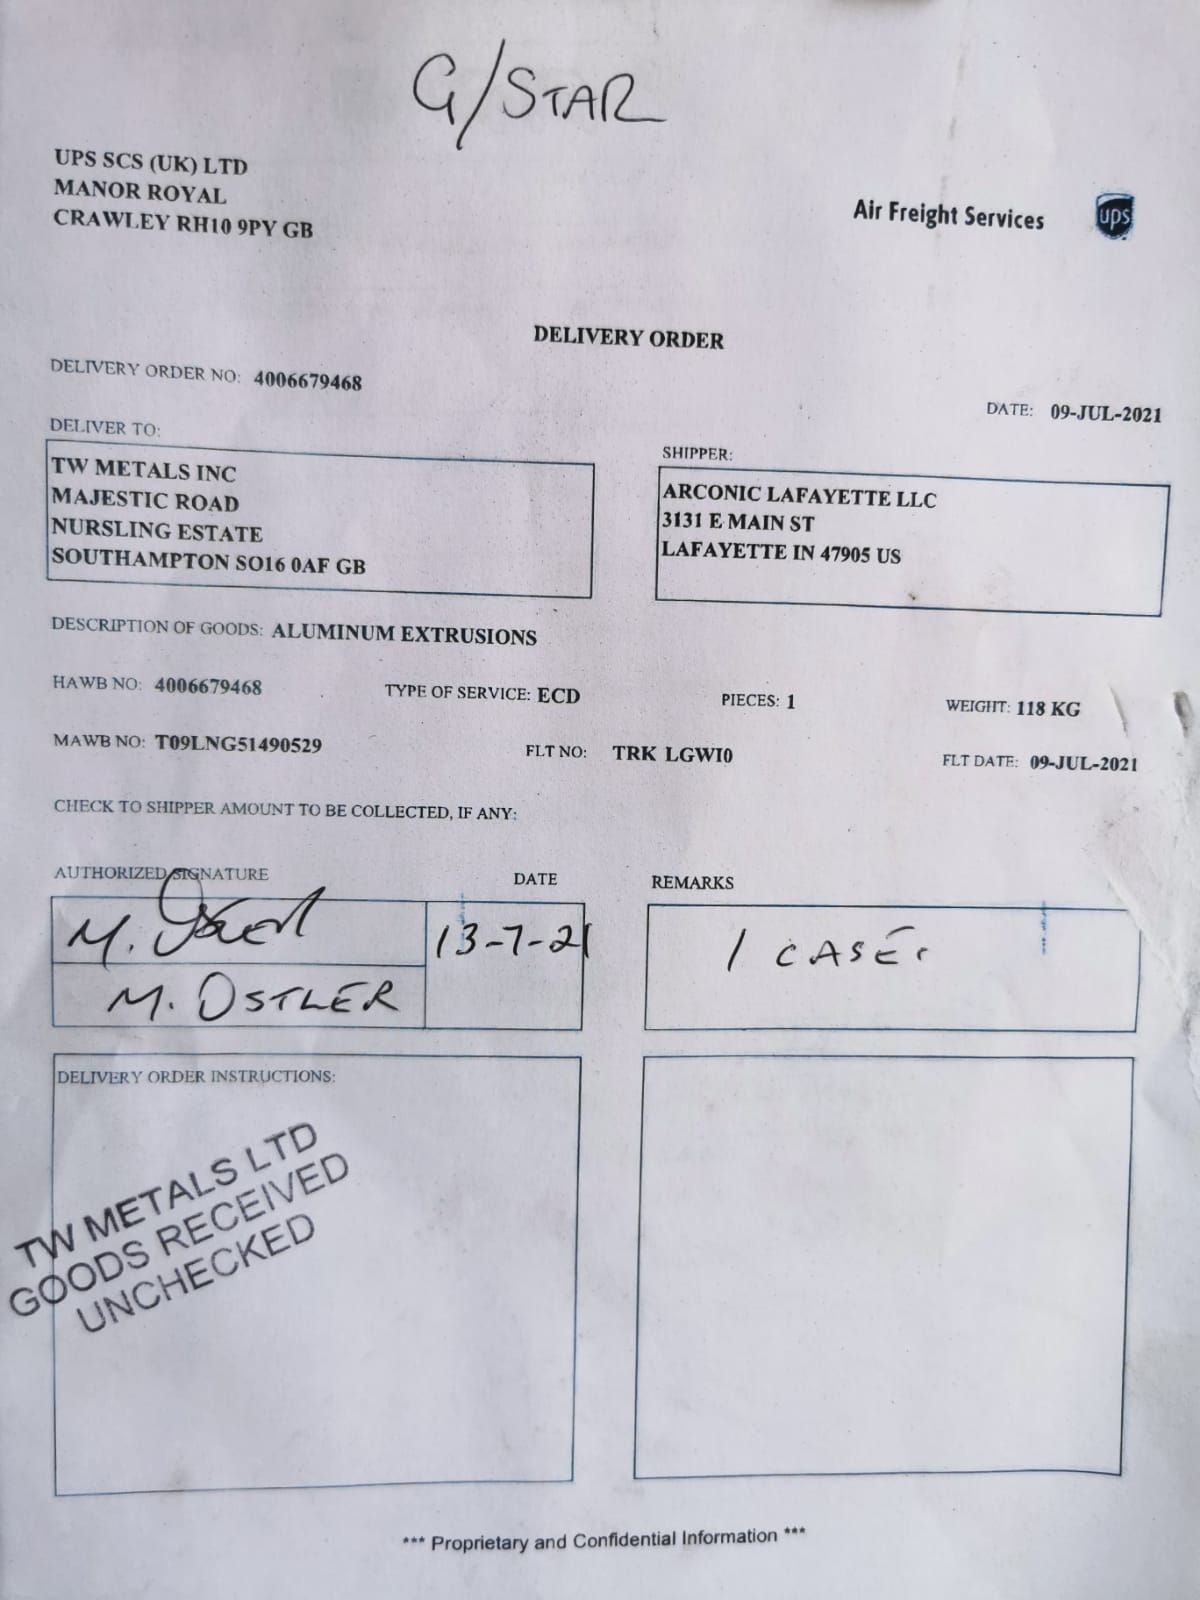 G/STAR
UPS SCS (UK) LTD
MANOR ROYAL
CRAWLEY RH10 9PY GB
Air Freight Services
ups
DELIVERY ORDER
DELIVERY ORDER NO: 4006679468
DATE: 09-JUL-2021
DELIVER TO:
TW METALS INC
MAJESTIC ROAD
NURSLING ESTATE
SOUTHAMPTON SO16 0AF GB
SHIPPER:
ARCONIC LAFAYETTE LLC
3131 E MAIN ST
LAFAYETTE IN 47905 US
DESCRIPTION OF GOODS: ALUMINUM EXTRUSIONS
HAWB NO: 4006679468 TYPE OF SERVICE: ECD PIECES: 1 WEIGHT: 118 KG
MAWB NO: T09LNG51490529 FLT NO: TRK LGWI0 FLT DATE: 09-JUL-2021
CHECK TO SHIPPER AMOUNT TO BE COLLECTED, IF ANY:
AUTHORIZED SIGNATURE DATE REMARKS
M. 13-7-21 1 CASE.
M. OSTLER
DELIVERY ORDER INSTRUCTIONS:
TW METALS LTD
GOODS RECEIVED
UNCHECKED
*** Proprietary and Confidential Information ***